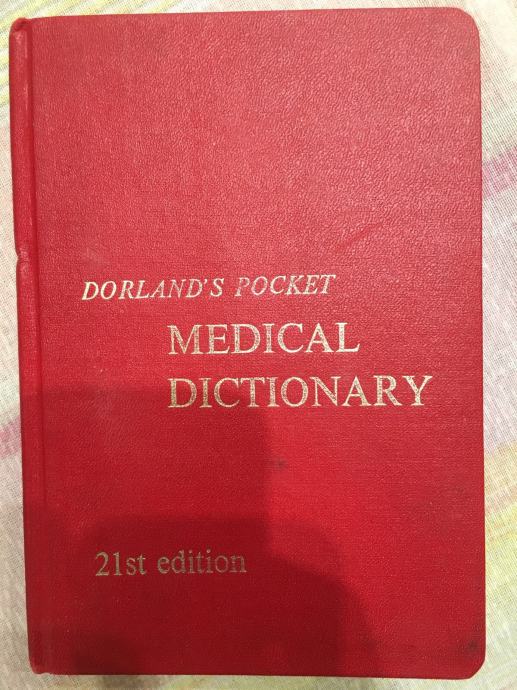 DORLAND'S POCKET
MEDICAL
DICTIONARY
21st edition